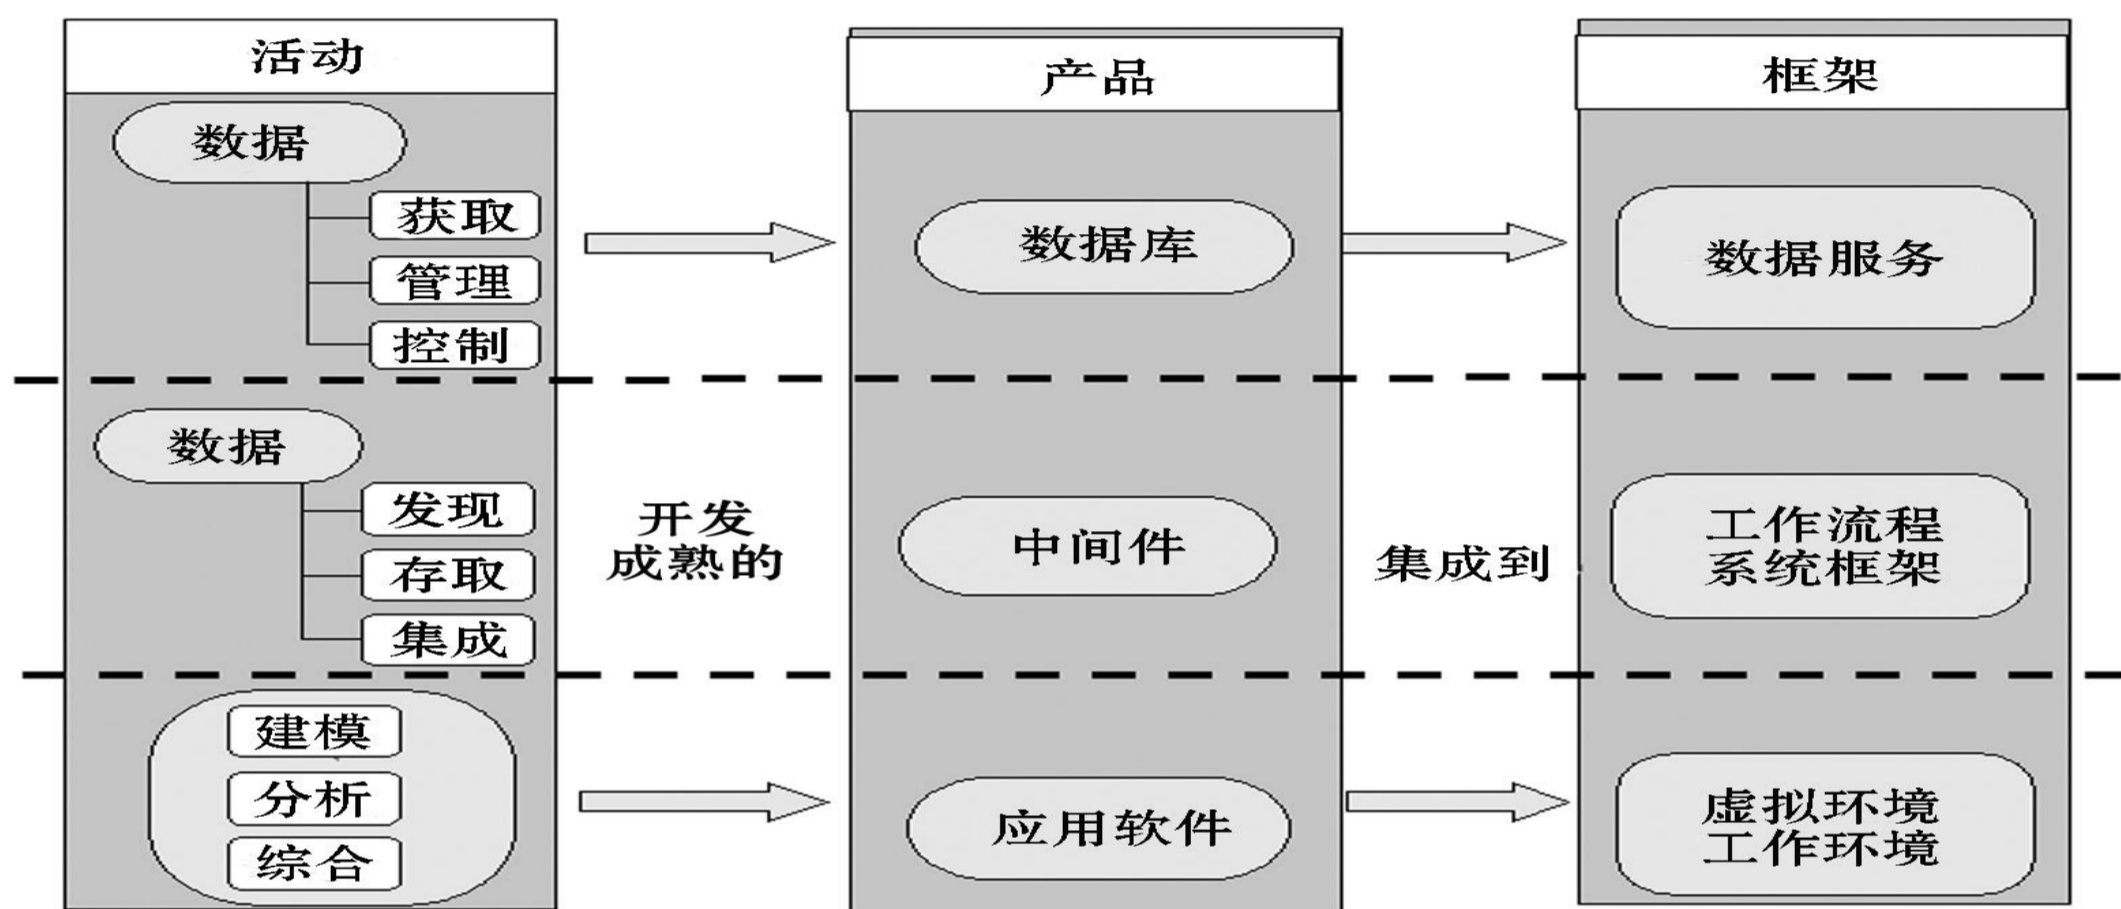 活动
产品
框架
数据
获取
管理
控制
数据库
数据服务
数据
发现
存取
集成
开发
成熟的
中间件
集成到
工作流程
系统框架
建模
分析
综合
应用软件
虚拟环境
工作环境